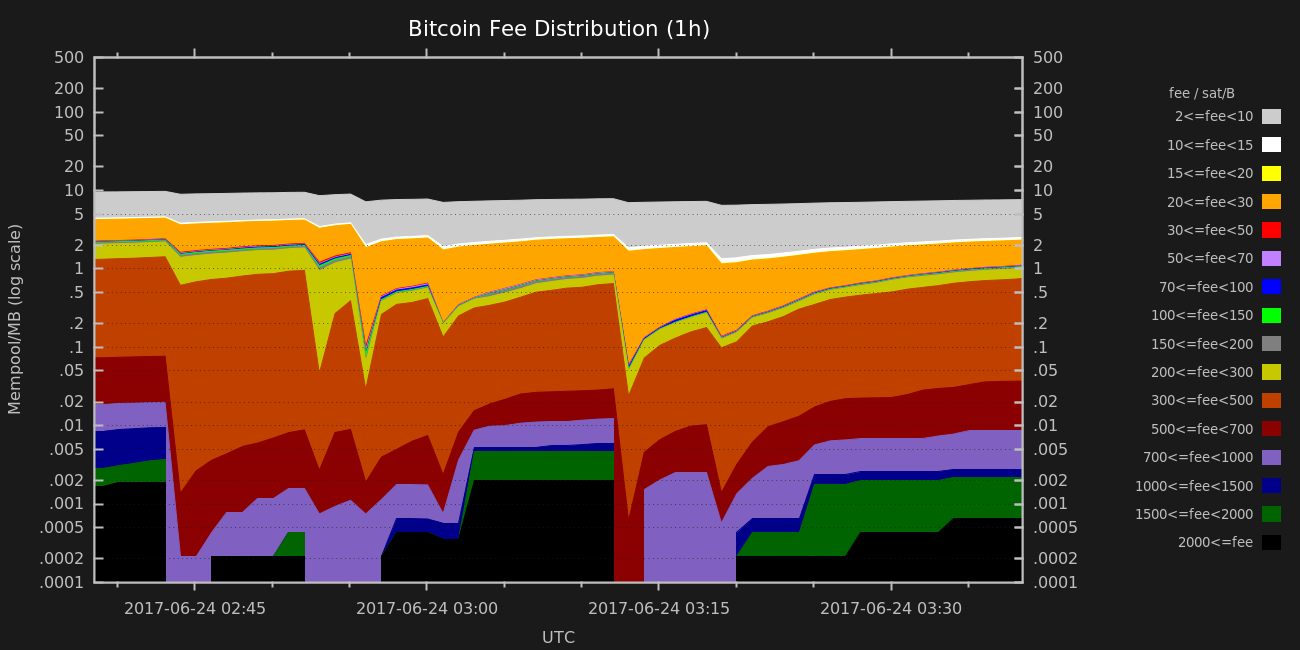 Bitcoin Fee Distribution (1h)
500
200
100
50
20
10
5
2
1
.5
.2
.1
.05
.02
.01
.005
.002
.001
.0005
.0002
.0001
Mempool/MB (log scale)
500
200
100
50
20
10
5
2
1
.5
.2
.1
.05
.02
.01
.005
.002
.001
.0005
.0002
.0001
2017-06-24 02:45
2017-06-24 03:00
2017-06-24 03:15
2017-06-24 03:30
UTC
fee / sat/B
2<=fee<10
10<=fee<15
15<=fee<20
20<=fee<30
30<=fee<50
50<=fee<70
70<=fee<100
100<=fee<150
150<=fee<200
200<=fee<300
300<=fee<500
500<=fee<700
700<=fee<1000
1000<=fee<1500
1500<=fee<2000
2000<=fee